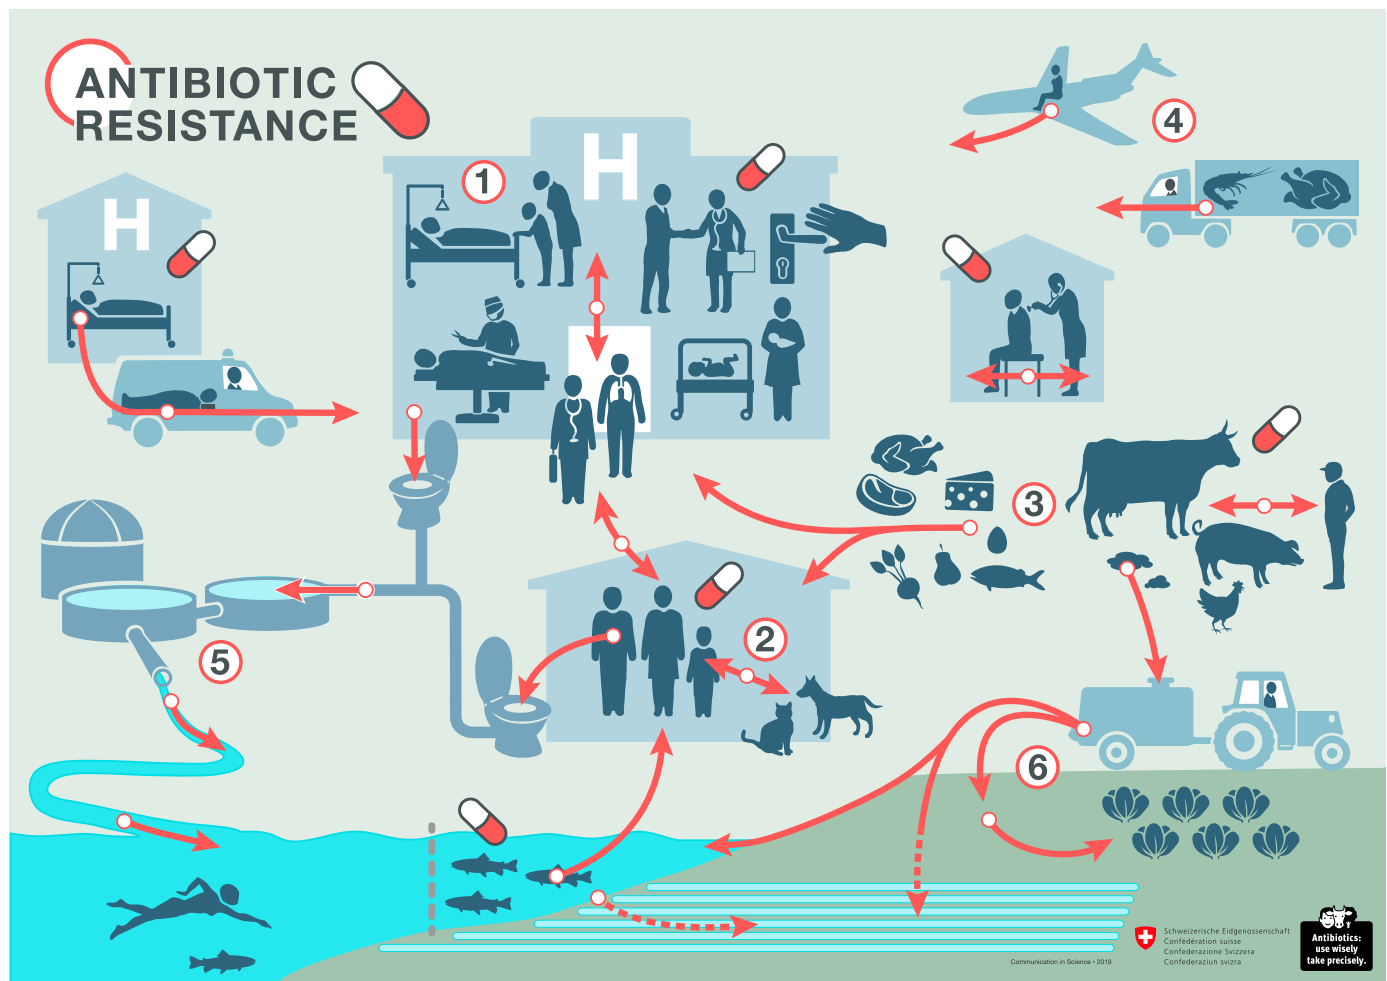 ANTIBIOTIC
RESISTANCE
H
H
1
4
3
2
5
6
Schweizerische Eidgenossenschaft
Confédération suisse
Confederazione Svizzera
Confederaziun svizra
Antibiotics:
use wisely
take precisely.
Communication in Science • 2019